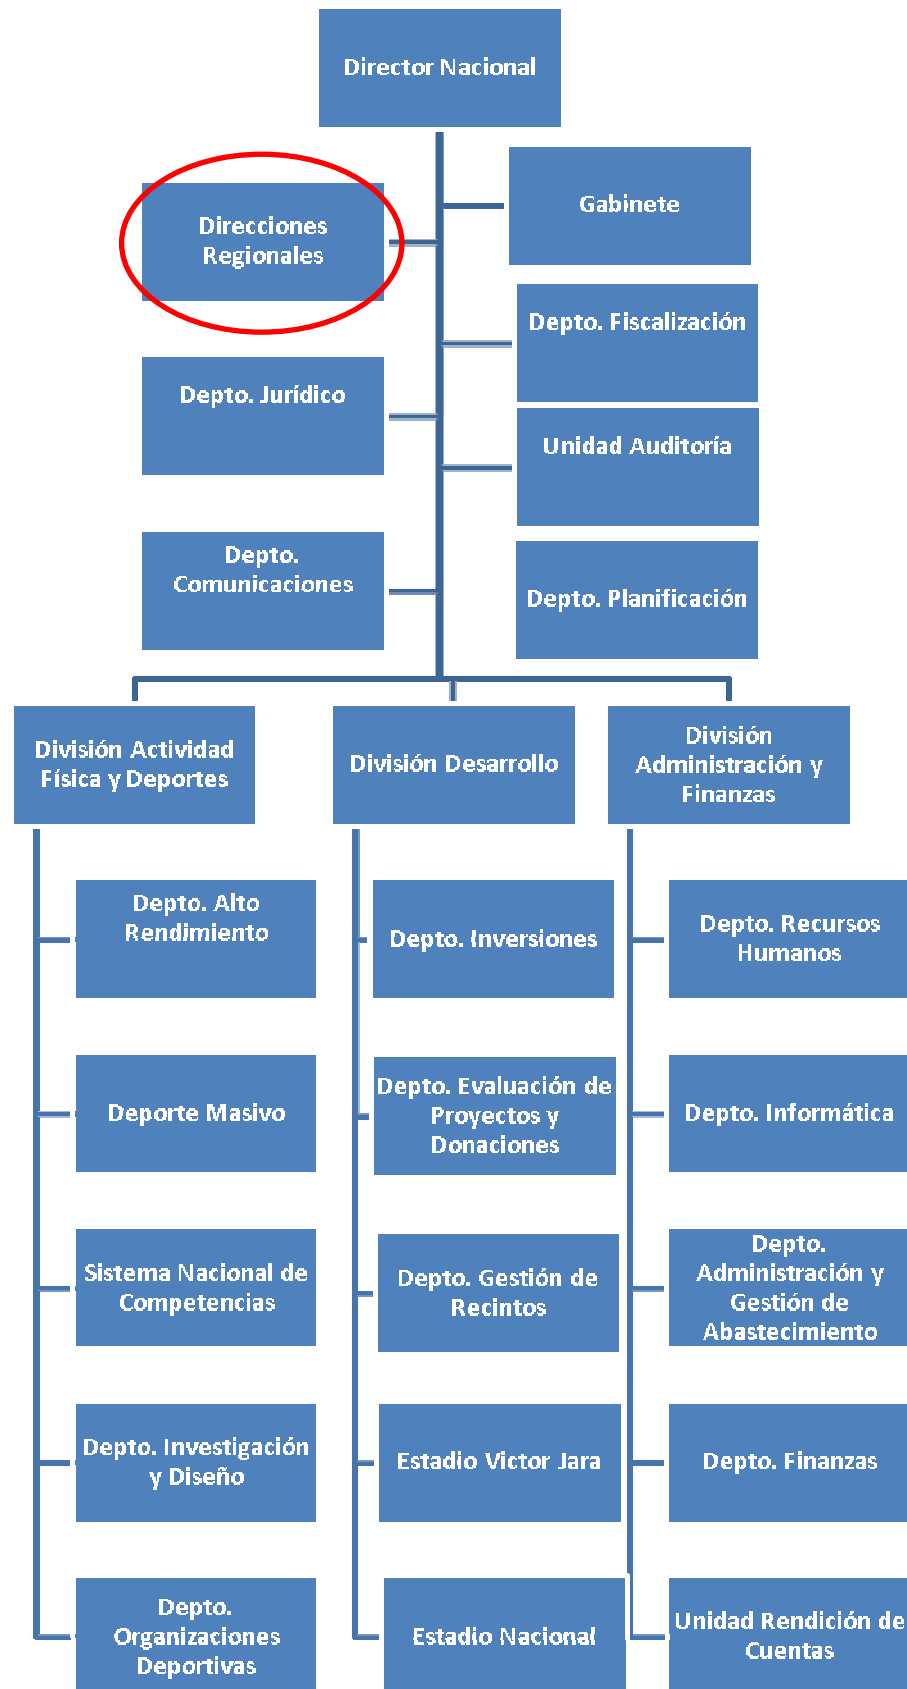 Director Nacional
Direcciones
Regionales
Gabinete
Depto. Fiscalización
Depto. Jurídico
Unidad Auditoría
Depto.
Comunicaciones
Depto. Planificación
División Actividad
Física y Deportes
División Desarrollo
División
Administración y
Finanzas
Depto. Alto
Rendimiento
Depto. Inversiones
Depto. Recursos
Humanos
Deporte Masivo
Depto. Evaluación de
Proyectos y
Donaciones
Depto. Informática
Sistema Nacional de
Competencias
Depto. Gestión de
Recintos
Depto.
Administración y
Gestión de
Abastecimiento
Depto. Investigación
y Diseño
Estadio Victor Jara
Depto. Finanzas
Depto.
Organizaciones
Deportivas
Estadio Nacional
Unidad Rendición de
Cuentas